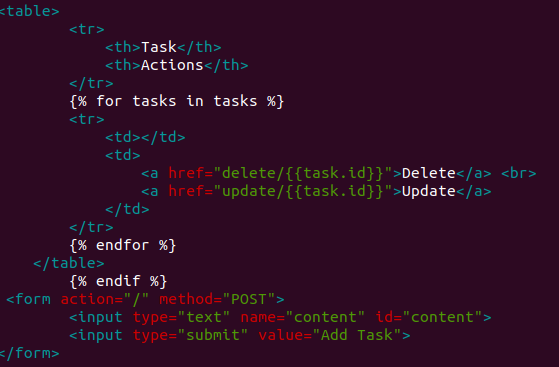 <table>
<tr>
<th>Task</th>
<th>Actions</th>
</tr>
{% for tasks in tasks %}
<tr>
<td></td>
<td>
<a href="delete/{{task.id}}">Delete</a> <br>
<a href="update/{{task.id}}">Update</a>
</td>
</tr>
{% endfor %}
</table>
{% endif %}
<form action="/" method="POST">
<input type="text" name="content" id="content">
<input type="submit" value="Add Task">
</form>